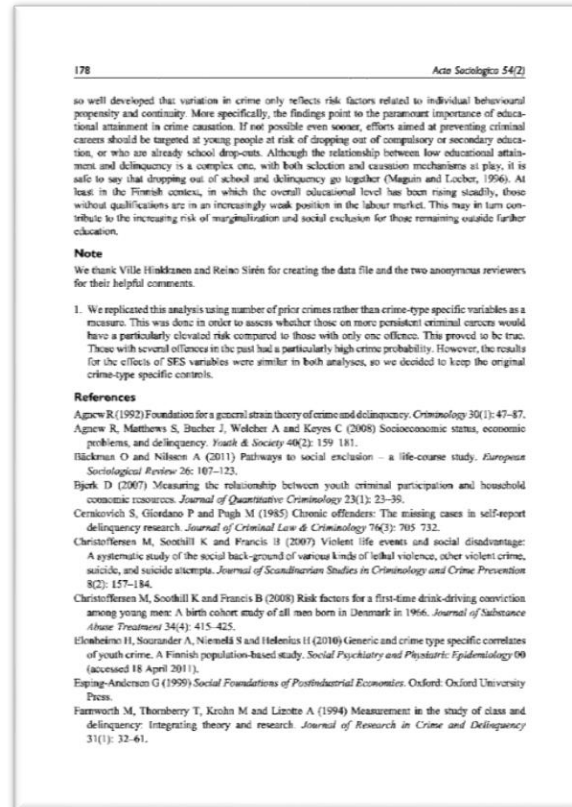 178
Acta Sociologica 54(2)
so well developed that variation in crime only reflects risk factors related to individual behavioural
propensity and continuity. More specifically, the findings point to the paramount importance of educa-
tional attainment in crime causation. If not possible even sooner, efforts aimed at preventing criminal
careers should be targeted at young people at risk of dropping out of compulsory or secondary educa-
tion, or who are already school drop-outs. Although the relationship between low educational attain-
ment and delinquency is a complex one, with both selection and causation mechanisms at play, it is
safe to say that dropping out of school and delinquency go together (Maguin and Loeber, 1996). At
least in the Finnish context, in which the overall educational level has been rising steadily, those
without qualifications are in an increasingly weak position in the labour market. This may in turn con-
tribute to the increasing risk of marginalization and social exclusion for those remaining outside further
education.
Note
We thank Ville Hinkkanen and Reino Sirén for creating the data file and the two anonymous reviewers
for their helpful comments.
1. We replicated this analysis using number of prior crimes rather than crime-type specific variables as a
measure. This was done in order to assess whether those on more persistent criminal careers would
have a particularly elevated risk compared to those with only one offence. This proved to be true.
Those with several offences in the past had a particularly high crime probability. However, the results
for the effects of SES variables were similar in both analyses, so we decided to keep the original
crime-type specific controls.
References
Agnew R (1992) Foundation for a general strain theory of crime and delinquency. Criminology 30(1): 47–87.
Agnew R, Matthews S, Bucher J, Welcher A and Keyes C (2008) Socioeconomic status, economic
problems, and delinquency. Youth & Society 40(2): 159–181.
Bäckman O and Nilsson A (2011) Pathways to social exclusion – a life-course study. European
Sociological Review 26: 107–123.
Bjerk D (2007) Measuring the relationship between youth criminal participation and household
economic resources. Journal of Quantitative Criminology 23(1): 23–39.
Cernkovich S, Giordano P and Pugh M (1985) Chronic offenders: The missing cases in self-report
delinquency research. Journal of Criminal Law & Criminology 76(3): 705–732.
Christoffersen M, Soothill K and Francis B (2007) Violent life events and social disadvantage:
A systematic study of the social back-ground of various kinds of lethal violence, other violent crime,
suicide, and suicide attempts. Journal of Scandinavian Studies in Criminology and Crime Prevention
8(2): 157–184.
Christoffersen M, Soothill K and Francis B (2008) Risk factors for a first-time drink-driving conviction
among young men: A birth cohort study of all men born in Denmark in 1966. Journal of Substance
Abuse Treatment 34(4): 415–425.
Elonheimo H, Sourander A, Niemelä S and Helenius H (2010) Generic and crime type specific correlates
of youth crime. A Finnish population-based study. Social Psychiatry and Physiatric Epidemiology 00
(accessed 18 April 2011).
Esping-Andersen G (1999) Social Foundations of Postindustrial Economies. Oxford: Oxford University
Press.
Farnworth M, Thornberry T, Krohn M and Lizotte A (1994) Measurement in the study of class and
delinquency: Integrating theory and research. Journal of Research in Crime and Delinquency
31(1): 32–61.